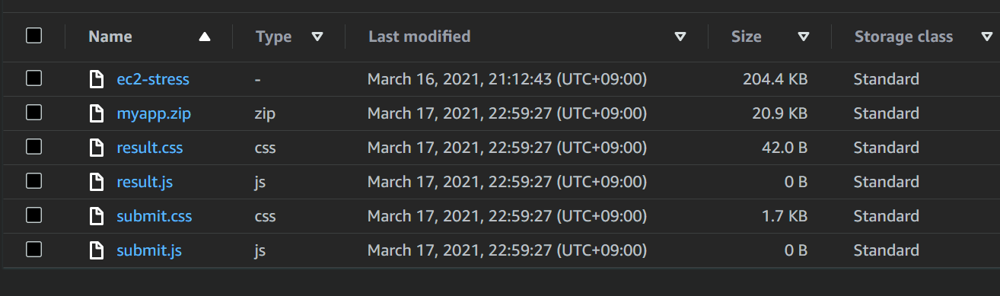 Name Type Last modified Size Storage class
ec2-stress - March 16, 2021, 21:12:43 (UTC+09:00) 204.4 KB Standard
myapp.zip zip March 17, 2021, 22:59:27 (UTC+09:00) 20.9 KB Standard
result.css css March 17, 2021, 22:59:27 (UTC+09:00) 42.0 B Standard
result.js js March 17, 2021, 22:59:27 (UTC+09:00) 0 B Standard
submit.css css March 17, 2021, 22:59:27 (UTC+09:00) 1.7 KB Standard
submit.js js March 17, 2021, 22:59:27 (UTC+09:00) 0 B Standard